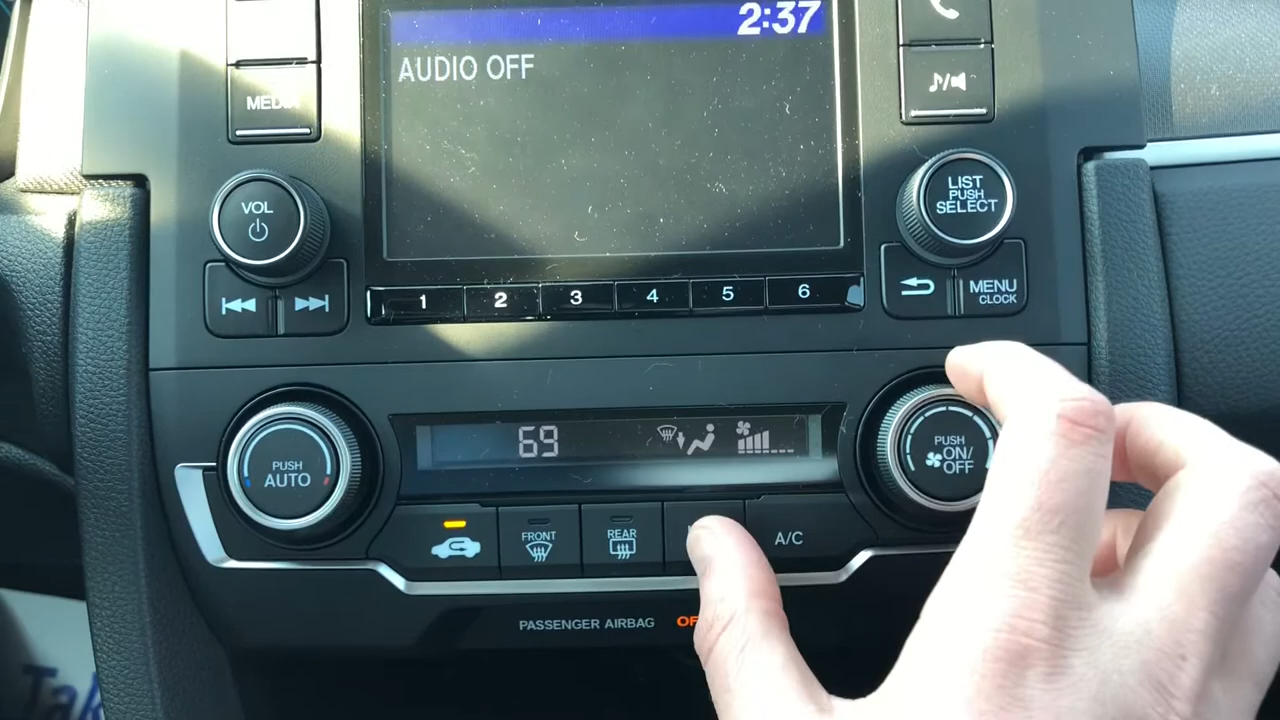 2:37
AUDIO OFF
VOL
LIST
PUSH
SELECT
1 2 3 4 5 6
MENU
CLOCK
PUSH
AUTO
69
PUSH
ON/
OFF
FRONT
REAR
A/C
PASSENGER AIRBAG